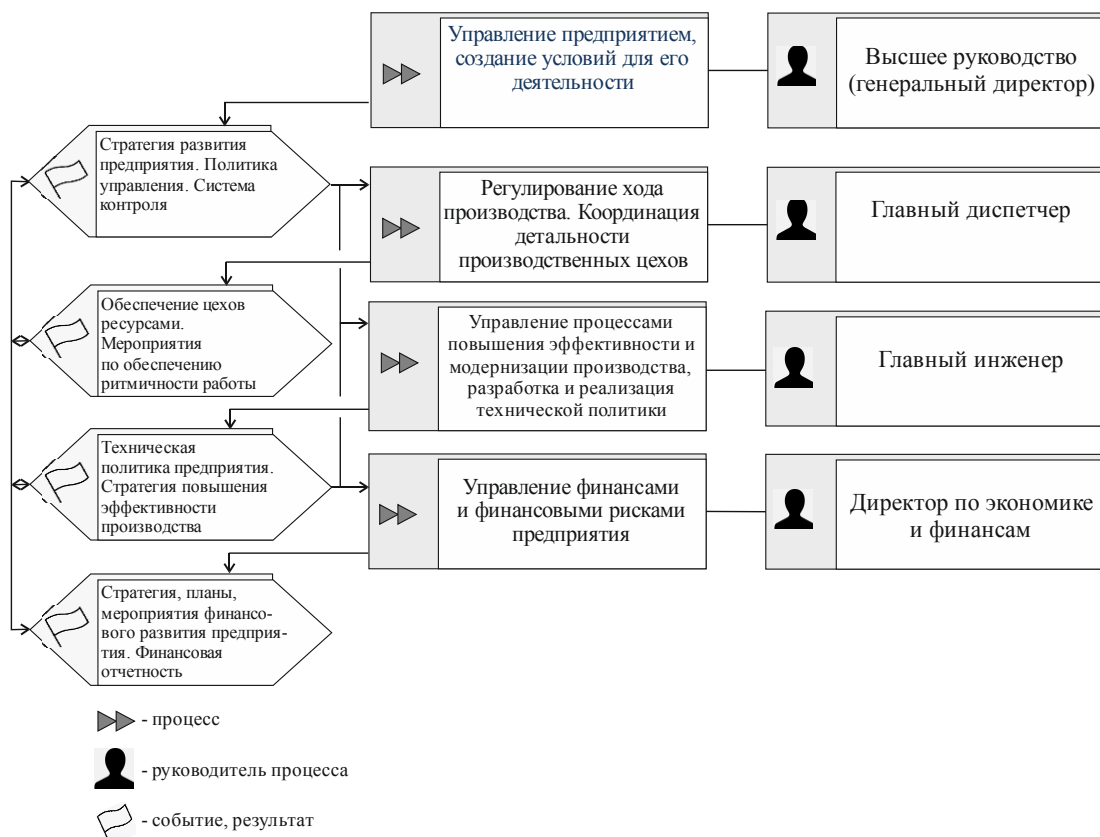 Управление предприятием,
создание условий для его
деятельности
Высшее руководство
(генеральный директор)
Стратегия развития
предприятия. Политика
управления. Система
контроля
Регулирование хода
производства. Координация
детальности
производственных цехов
Главный диспетчер
Обеспечение цехов
ресурсами.
Мероприятия
по обеспечению
ритмичности работы
Управление процессами
повышения эффективности и
модернизации производства,
разработка и реализация
технической политики
Главный инженер
Техническая
политика предприятия.
Стратегия повышения
эффективности
производства
Управление финансами
и финансовыми рисками
предприятия
Директор по экономике
и финансам
Стратегия, планы,
мероприятия финансо-
вого развития предприя-
тия. Финансовая
отчетность
- процесс
- руководитель процесса
- событие, результат